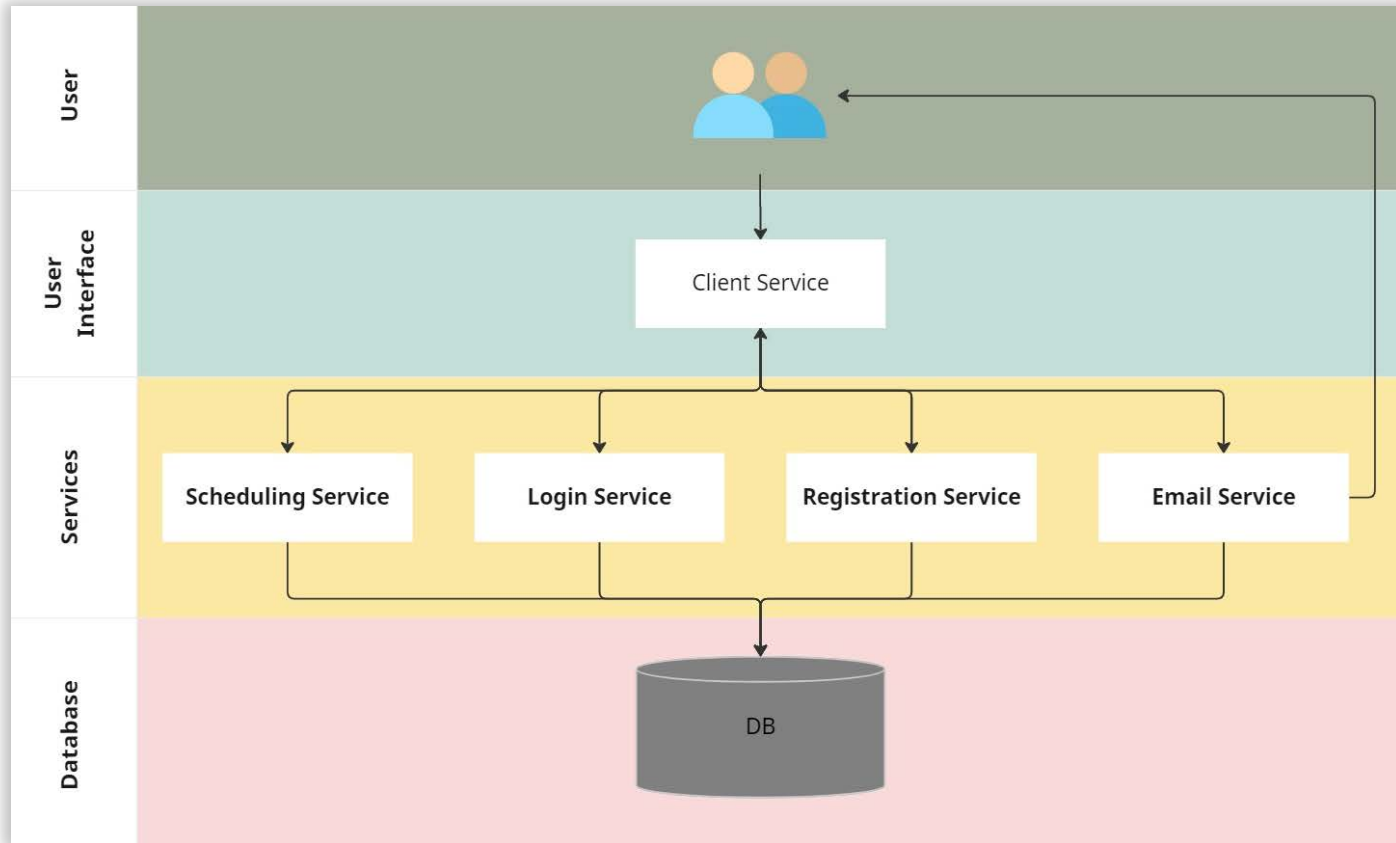 User
User
Interface
Client Service
Services
Scheduling Service
Login Service
Registration Service
Email Service
Database
DB